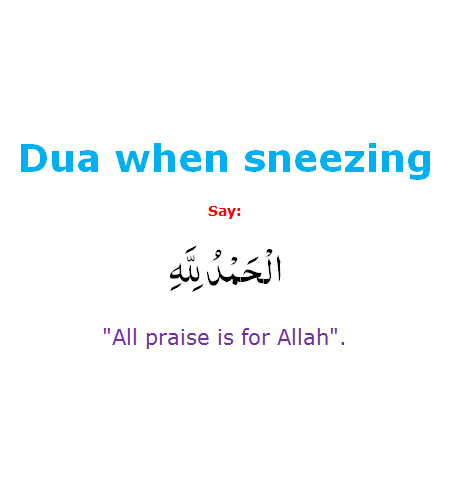 Dua when sneezing
Say:
الْحَمْدُ لِلَّهِ
"All praise is for Allah".